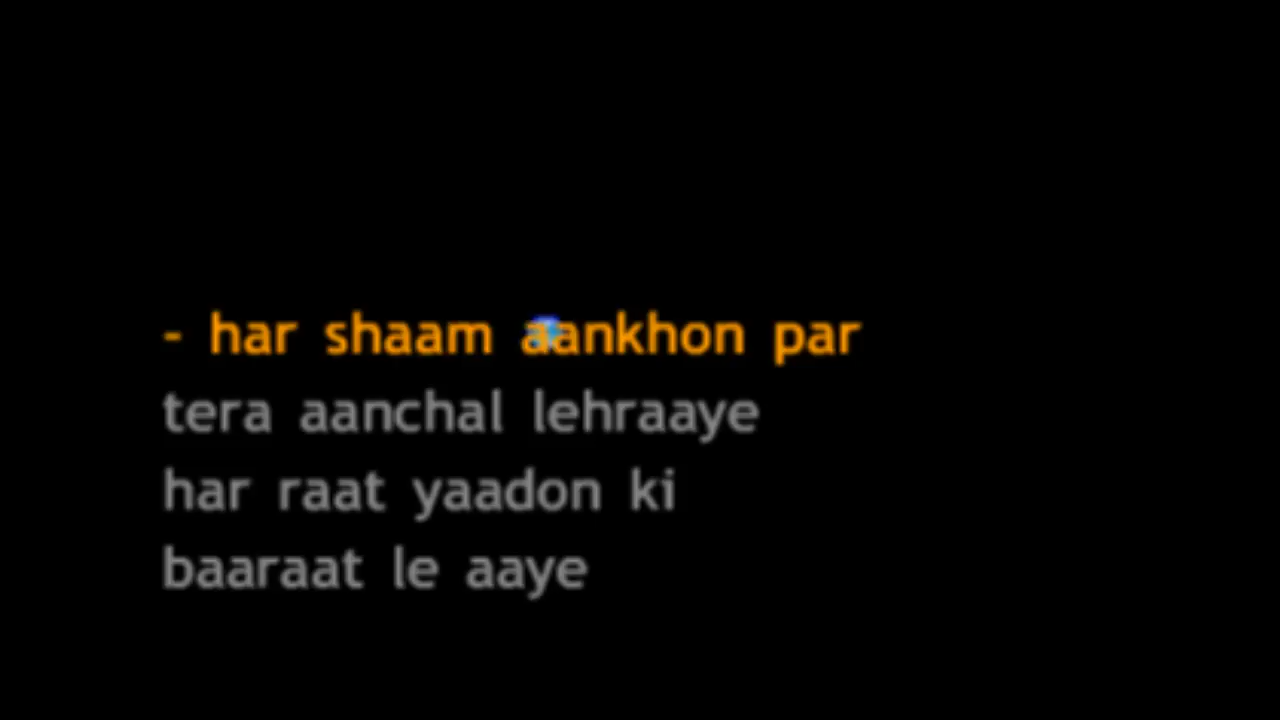 - har shaam aankhon par
tera aanchal lehraaye
har raat yaadon ki
baaraat le aaye